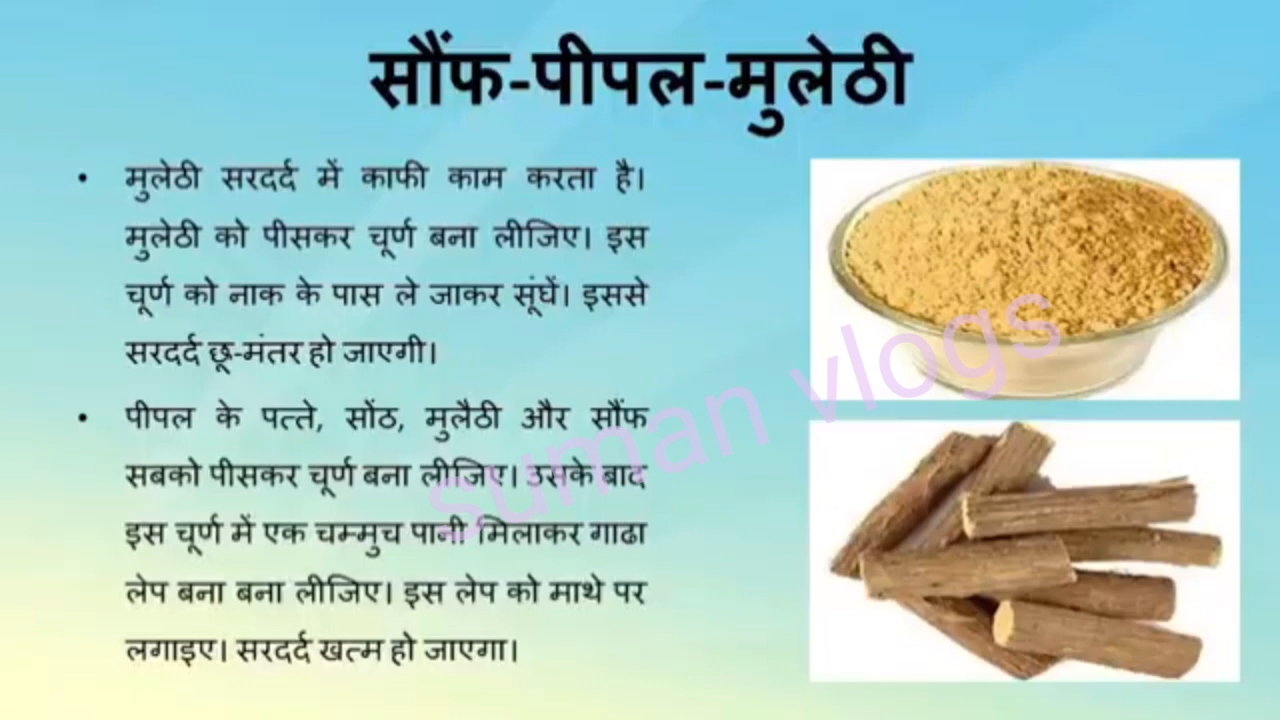 सौंफ-पीपल-मुलेठी
• मुलेठी सरदर्द में काफी काम करता है।
मुलेठी को पीसकर चूर्ण बना लीजिए। इस
चूर्ण को नाक के पास ले जाकर सूंघें। इससे
सरदर्द छू-मंतर हो जाएगी।
• पीपल के पत्ते, सोंठ, मुलैठी और सौंफ
सबको पीसकर चूर्ण बना लीजिए। उसके बाद
इस चूर्ण में एक चम्मुच पानी मिलाकर गाढा
लेप बना बना लीजिए। इस लेप को माथे पर
लगाइए। सरदर्द खत्म हो जाएगा।
suman vlogs